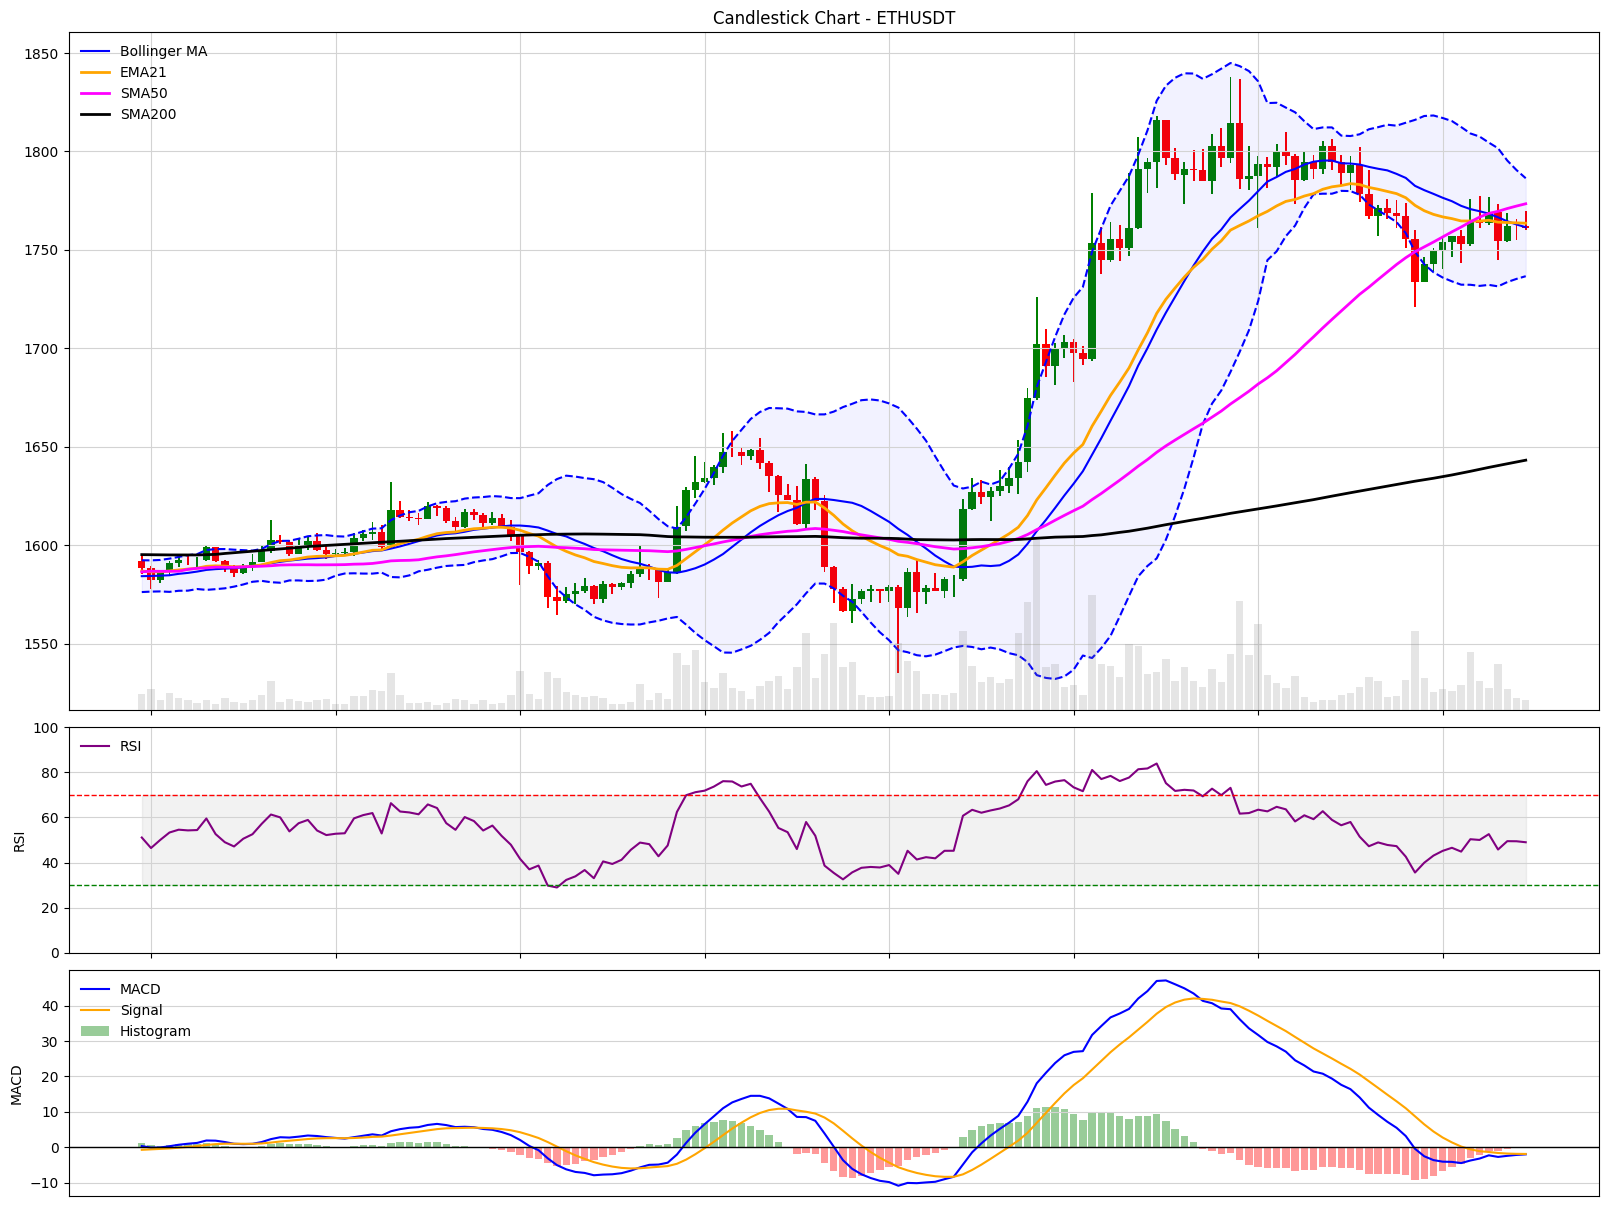 Candlestick Chart - ETHUSDT
Bollinger MA
EMA21
SMA50
SMA200
1850
1800
1750
1700
1650
1600
1550
RSI
RSI
100
80
60
40
20
0
MACD
Signal
Histogram
MACD
40
30
20
10
0
−10